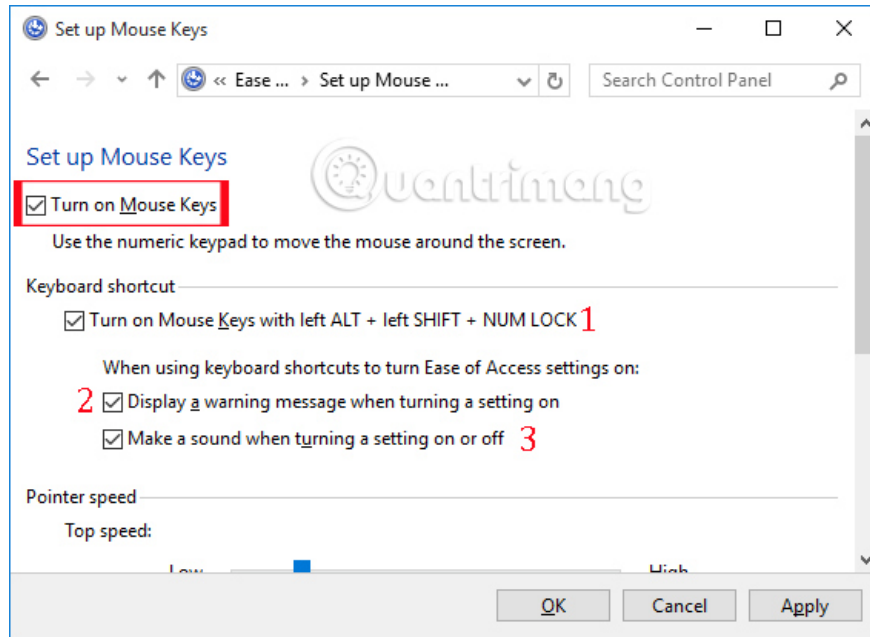 Set up Mouse Keys
« Ease ... › Set up Mouse ...
Search Control Panel
Set up Mouse Keys
Quantrimang
Turn on Mouse Keys
Use the numeric keypad to move the mouse around the screen.
Keyboard shortcut
Turn on Mouse Keys with left ALT + left SHIFT + NUM LOCK 1
When using keyboard shortcuts to turn Ease of Access settings on:
2 Display a warning message when turning a setting on
Make a sound when turning a setting on or off 3
Pointer speed
Top speed:
Low High
OK Cancel Apply